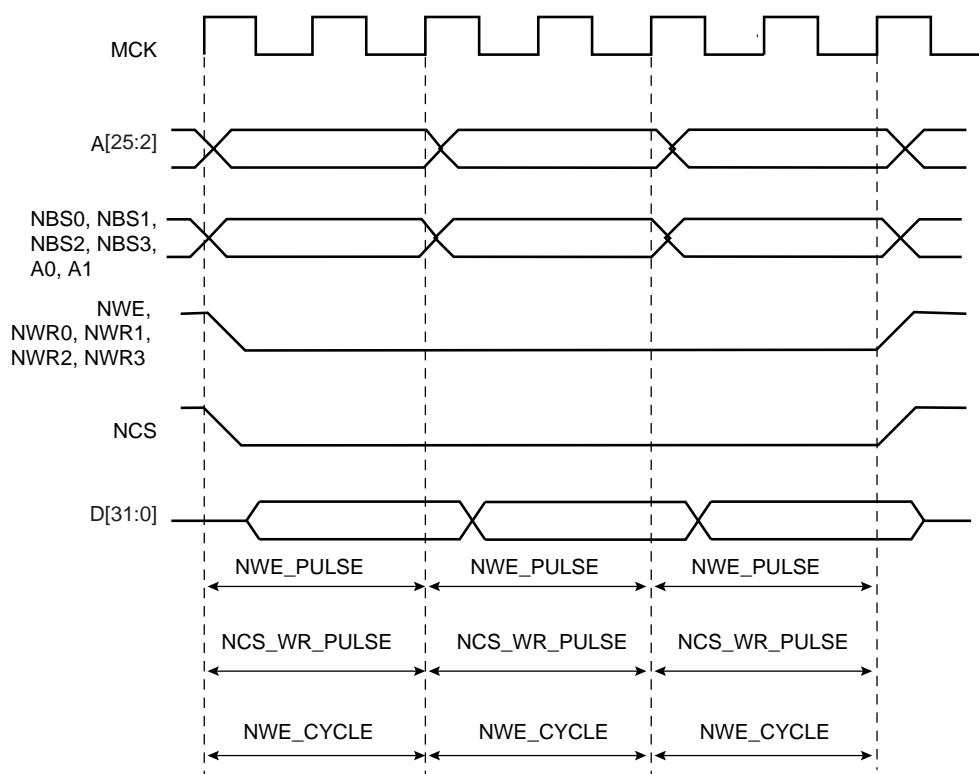 MCK
A[25:2]
NBS0, NBS1,
NBS2, NBS3,
A0, A1
NWE,
NWR0, NWR1,
NWR2, NWR3
NCS
D[31:0]
NWE_PULSE NWE_PULSE NWE_PULSE
NCS_WR_PULSE NCS_WR_PULSE NCS_WR_PULSE
NWE_CYCLE NWE_CYCLE NWE_CYCLE